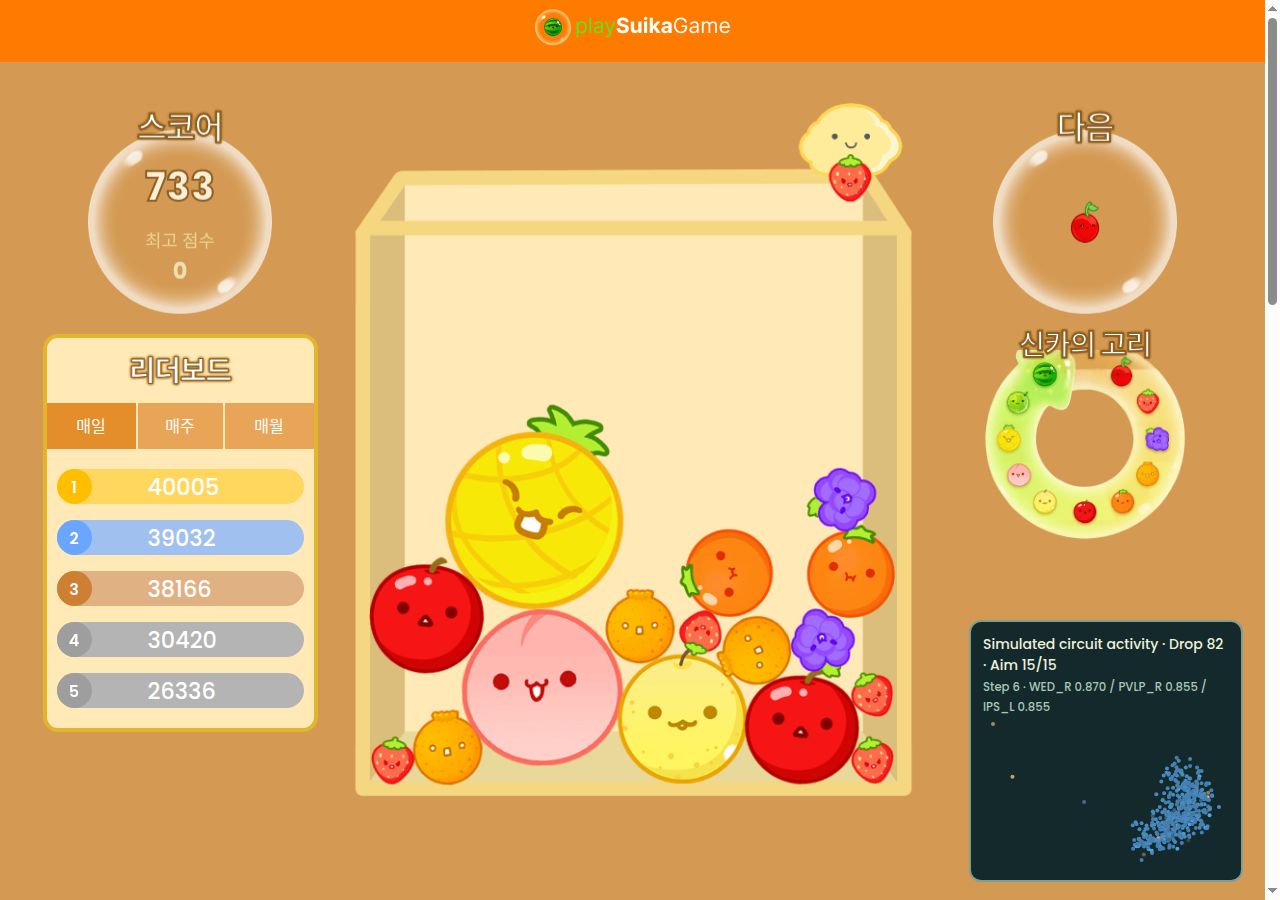 playSuikaGame
스코어
733
최고 점수
0
다음
신카의 고리
리더보드
매일 매주 매월
1 40005
2 39032
3 38166
4 30420
5 26336
Simulated circuit activity · Drop 82
· Aim 15/15
Step 6 · WED_R 0.870 / PVLP_R 0.855 /
IPS_L 0.855